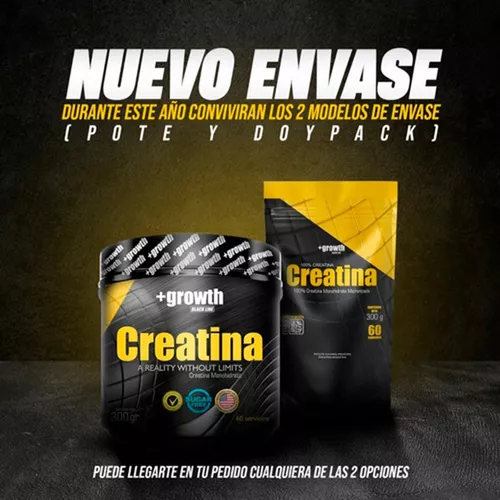 NUEVO ENVASE
DURANTE ESTE AÑO CONVIVIRAN LOS 2 MODELOS DE ENVASE
(POTE Y DOYPACK)
+growth
BLACK LINE
Creatina
A REALITY WITHOUT LIMITS
Creatina Monohidrato
SUGAR FREE
300 gr
60 servicios
+growth
100% CREATINA
Creatina
100% Creatina Monohidrato Micronizada
300 g
60
PUEDE LLEGARTE EN TU PEDIDO CUALQUIERA DE LAS 2 OPCIONES